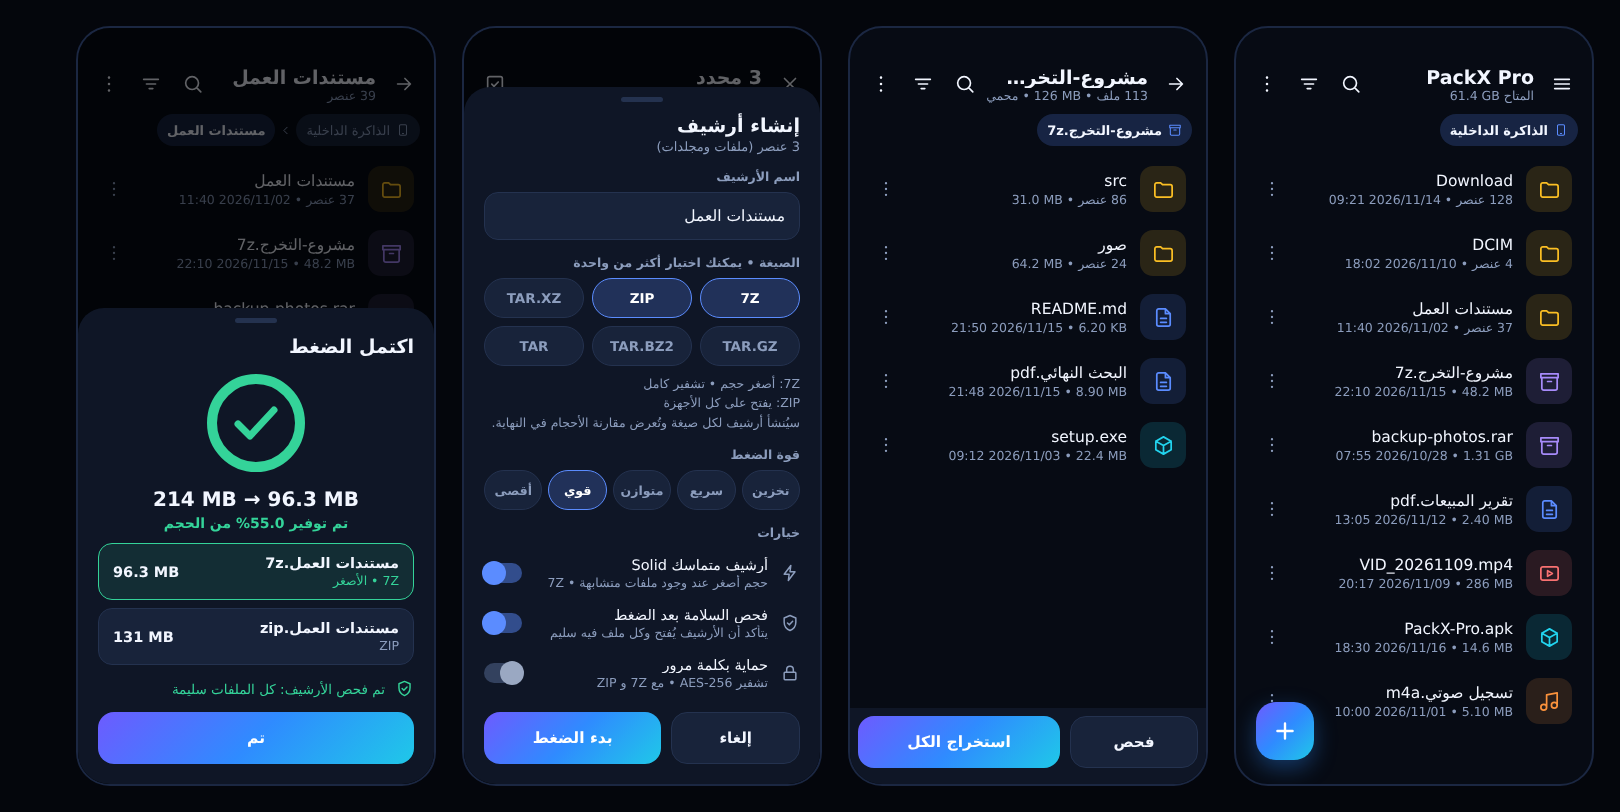 PackX Pro
المتاح 61.4 GB
الذاكرة الداخلية
Download
128 عنصر • 2026/11/14 09:21
DCIM
4 عنصر • 2026/11/10 18:02
مستندات العمل
37 عنصر • 2026/11/02 11:40
مشروع-التخرج.7z
48.2 MB • 2026/11/15 22:10
backup-photos.rar
1.31 GB • 2026/10/28 07:55
تقرير المبيعات.pdf
2.40 MB • 2026/11/12 13:05
VID_20261109.mp4
286 MB • 2026/11/09 20:17
PackX-Pro.apk
14.6 MB • 2026/11/16 18:30
تسجيل صوتي.m4a
5.10 MB • 2026/11/01 10:00
مشروع-التخر...
113 ملف • 126 MB • محمي
مشروع-التخرج.7z
src
86 عنصر • 31.0 MB
صور
24 عنصر • 64.2 MB
README.md
6.20 KB • 2026/11/15 21:50
البحث النهائي.pdf
8.90 MB • 2026/11/15 21:48
setup.exe
22.4 MB • 2026/11/03 09:12
فحص
استخراج الكل
3 محدد
إنشاء أرشيف
3 عنصر (ملفات ومجلدات)
اسم الأرشيف
مستندات العمل
الصيغة • يمكنك اختيار أكثر من واحدة
7Z
ZIP
TAR.XZ
TAR.GZ
TAR.BZ2
TAR
7Z: أصغر حجم • تشفير كامل
ZIP: يفتح على كل الأجهزة
سيُنشأ أرشيف لكل صيغة وتُعرض مقارنة الأحجام في النهاية.
قوة الضغط
تخزين
سريع
متوازن
قوي
أقصى
خيارات
أرشيف متماسك Solid
حجم أصغر عند وجود ملفات متشابهة • 7Z
فحص السلامة بعد الضغط
يتأكد أن الأرشيف يُفتح وكل ملف فيه سليم
حماية بكلمة مرور
تشفير AES-256 • مع 7Z و ZIP
إلغاء
بدء الضغط
مستندات العمل
39 عنصر
الذاكرة الداخلية
مستندات العمل
مستندات العمل
37 عنصر • 2026/11/02 11:40
مشروع-التخرج.7z
48.2 MB • 2026/11/15 22:10
backup-photos.rar
اكتمل الضغط
214 MB → 96.3 MB
تم توفير 55.0% من الحجم
مستندات العمل.7z
7Z • الأصغر
96.3 MB
مستندات العمل.zip
ZIP
131 MB
تم فحص الأرشيف: كل الملفات سليمة
تم